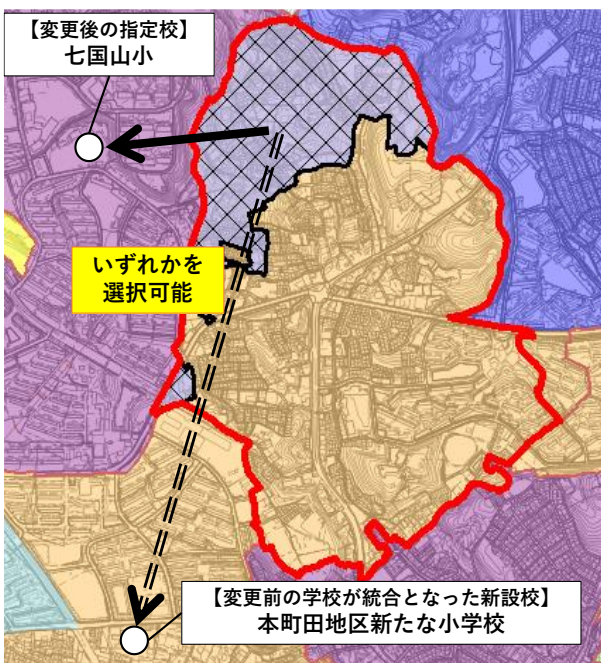 【変更後の指定校】
七国山小
いずれかを
選択可能
【変更前の学校が統合となった新設校】
本町田地区新たな小学校